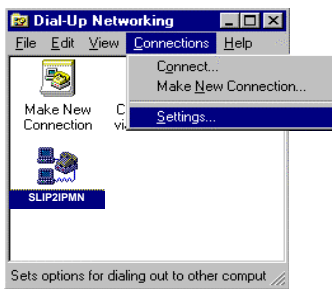 Dial-Up Networking
File Edit View Connections Help
Connect...
Make New Connection...
Settings...
Make New
Connection
C
via
SLIP2IPMN
Sets options for dialing out to other comput